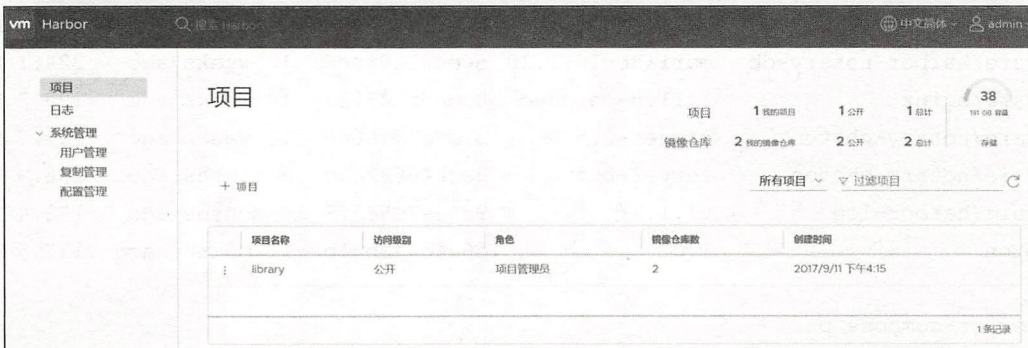 vm Harbor 搜索 Harbor... 中文简体 admin
项目
日志
系统管理
用户管理
复制管理
配置管理
项目
项目 1 我的项目 1 公开 1 总计
镜像仓库 2 我的镜像仓库 2 公开 2 总计
38
191 GB 容量
存储
+ 项目
所有项目 过滤项目
项目名称 访问级别 角色 镜像仓库数 创建时间
library 公开 项目管理员 2 2017/9/11 下午4:15
1 条记录